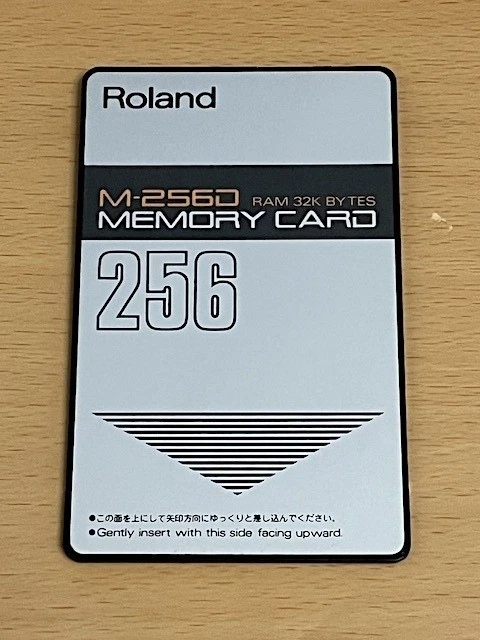 Roland
M-256D RAM 32K BYTES
MEMORY CARD
256
●この面を上にして矢印方向にゆっくりと差し込んでください。
●Gently insert with this side facing upward.